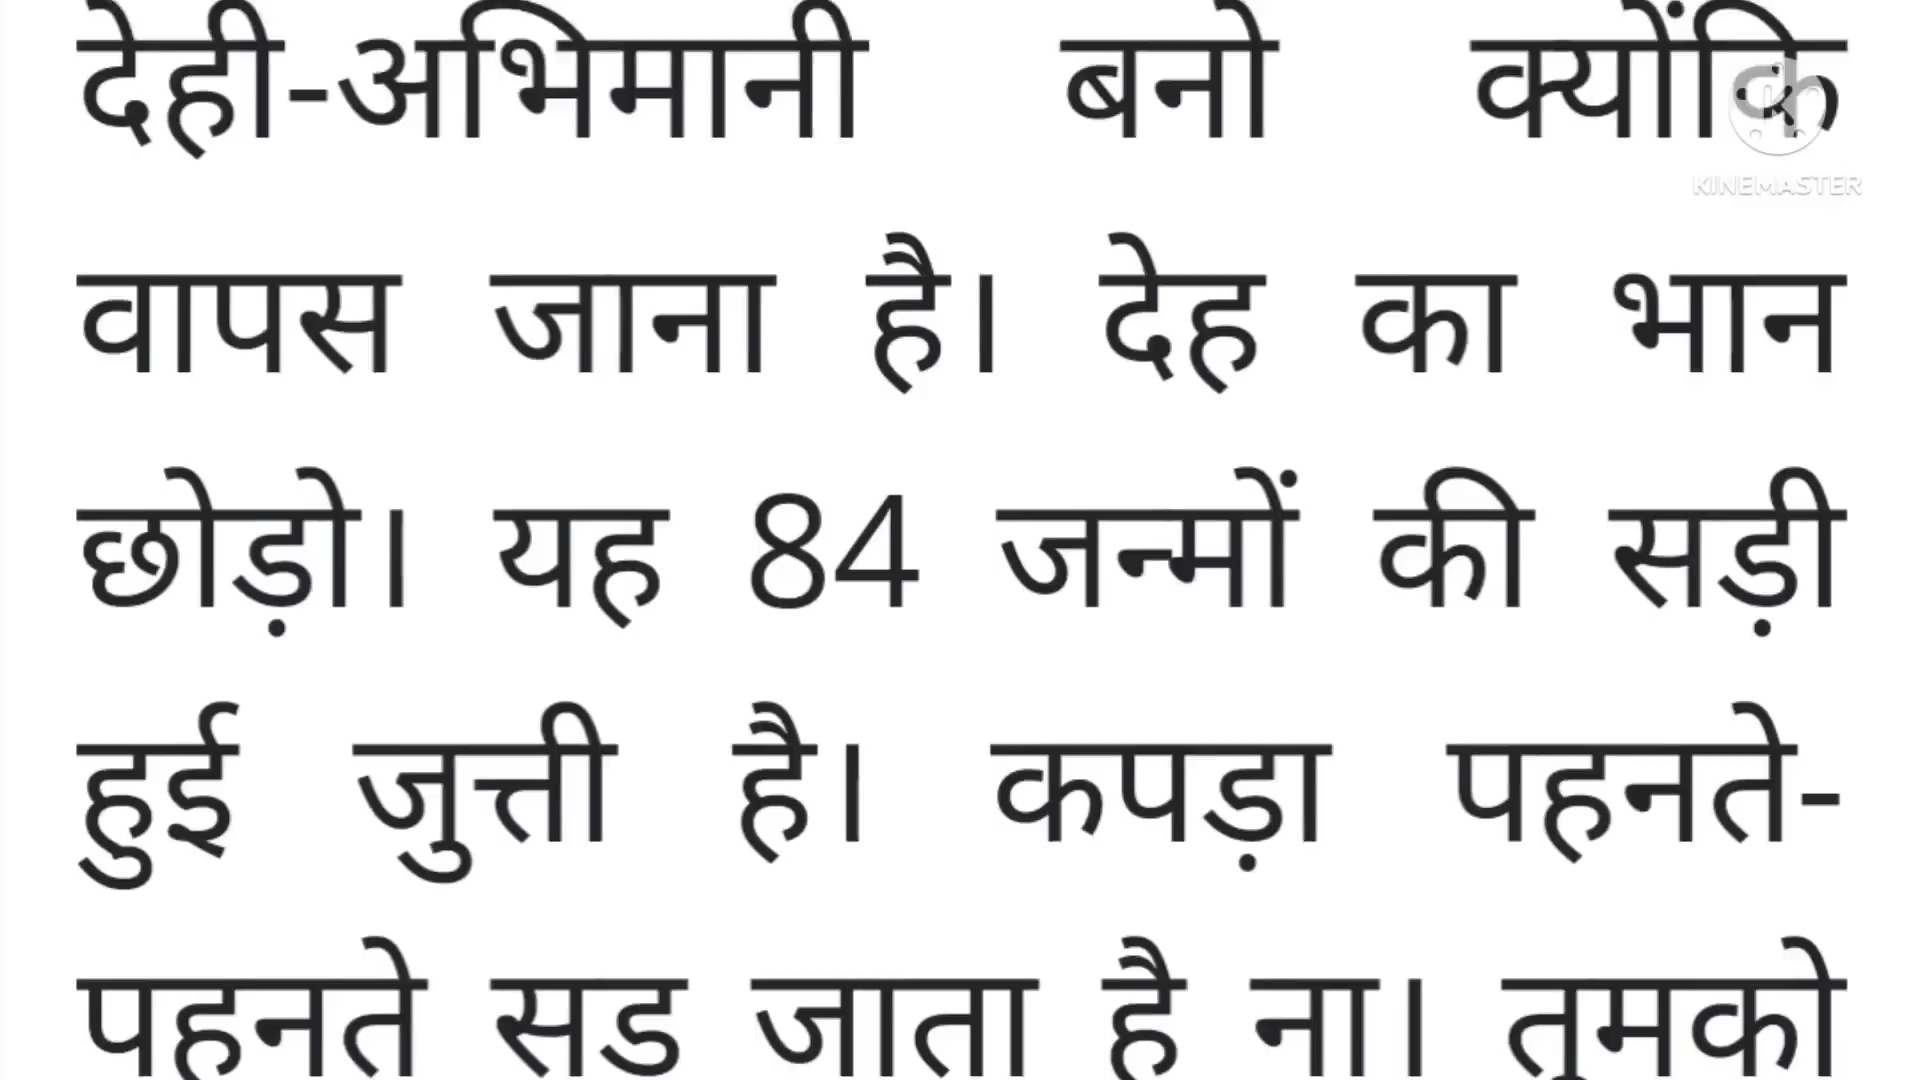 देही-अभिमानी बनो क्योंकि
KINEMASTER
वापस जाना है। देह का भान
छोड़ो। यह 84 जन्मों की सड़ी
हुई जुत्ती है। कपड़ा पहनते-
पहनते सड जाता है ना। तुमको